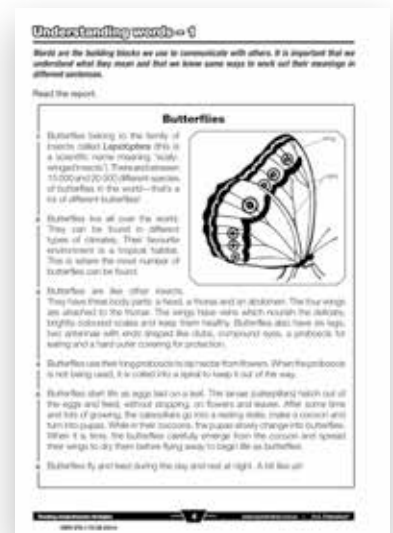 Understanding words – 1
Words are the building blocks we use to communicate with others. It is important that we
understand what they mean and that we know some ways to work out their meanings in
different sentences.
Read the report.
Butterflies
Butterflies belong to the family of
insects called Lepidoptera (this is
a scientific name meaning 'scaly-
winged insects'). There are between
15 000 and 20 000 different species
of butterflies in the world—that's a
lot of different butterflies!
Butterflies live all over the world.
They can be found in different
types of climates. Their favourite
environment is a tropical habitat.
This is where the most number of
butterflies can be found.
Butterflies are like other insects.
They have three body parts: a head, a thorax and an abdomen. The four wings
are attached to the thorax. The wings have veins which nourish the delicate,
brightly coloured scales and keep them healthy. Butterflies also have six legs,
two antennae with ends shaped like clubs, compound eyes, a proboscis for
eating and a hard outer covering for protection.
Butterflies use their long proboscis to sip nectar from flowers. When the proboscis
is not being used, it is coiled into a spiral to keep it out of the way.
Butterflies start life as eggs laid on a leaf. The larvae (caterpillars) hatch out of
the eggs and feed, without stopping, on flowers and leaves. After some time
and lots of growing, the caterpillars go into a resting state, make a cocoon and
turn into pupas. While in their cocoons, the pupas slowly change into butterflies.
When it is time, the butterflies carefully emerge from the cocoon and spread
their wings to dry them before flying away to begin life as butterflies.
Butterflies fly and feed during the day and rest at night. A bit like us!
4